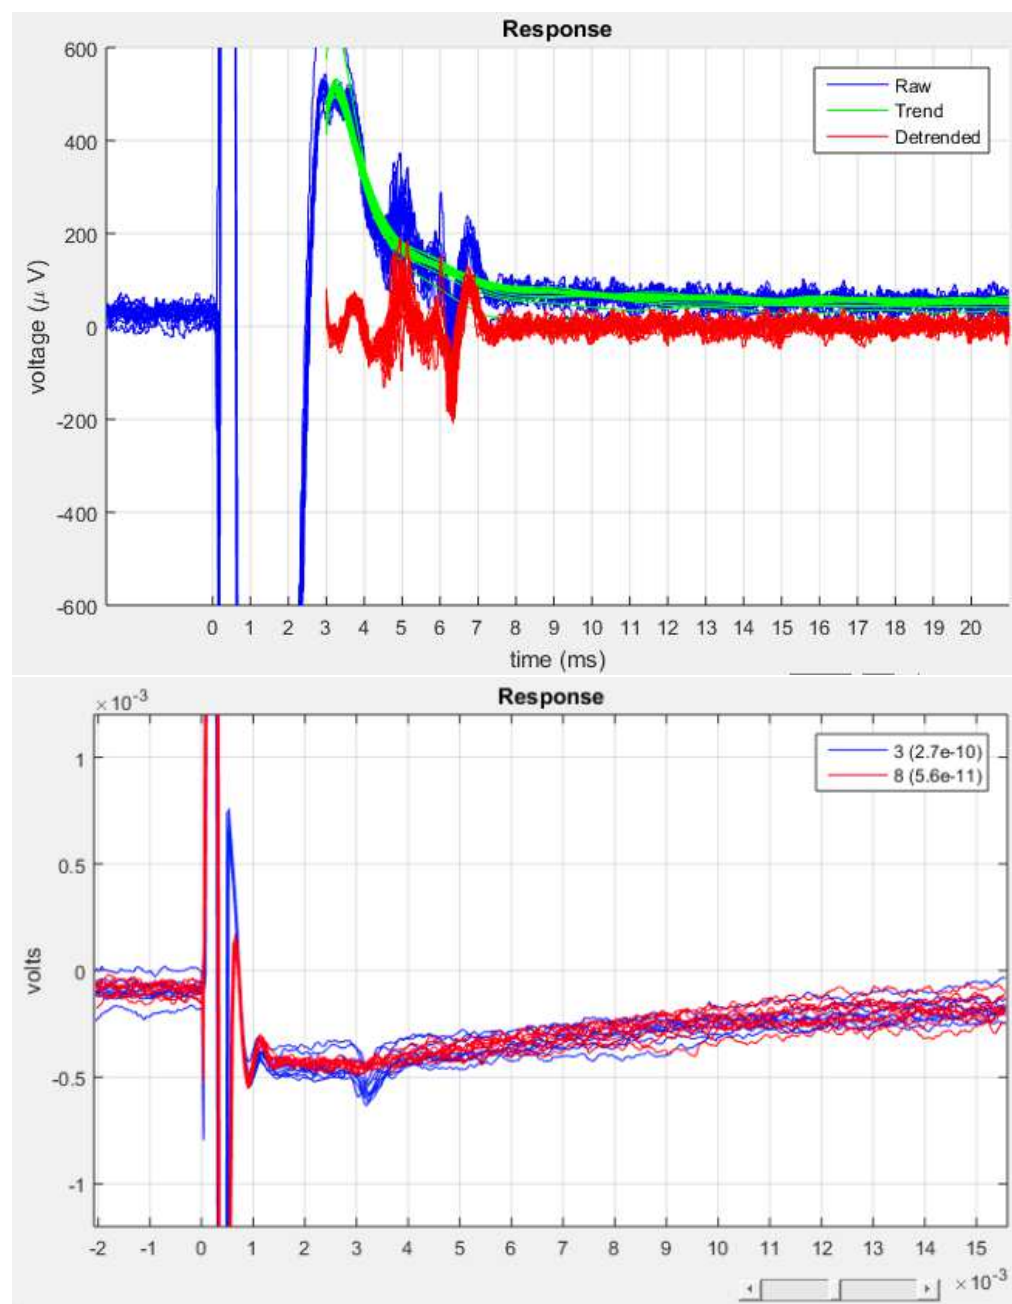 Response
600
400
200
0
-200
-400
-600
voltage (μ V)
Raw
Trend
Detrended
0 1 2 3 4 5 6 7 8 9 10 11 12 13 14 15 16 17 18 19 20
time (ms)
Response
×10-3
1
0.5
0
-0.5
-1
volts
3 (2.7e-10)
8 (5.6e-11)
-2 -1 0 1 2 3 4 5 6 7 8 9 10 11 12 13 14 15
×10-3